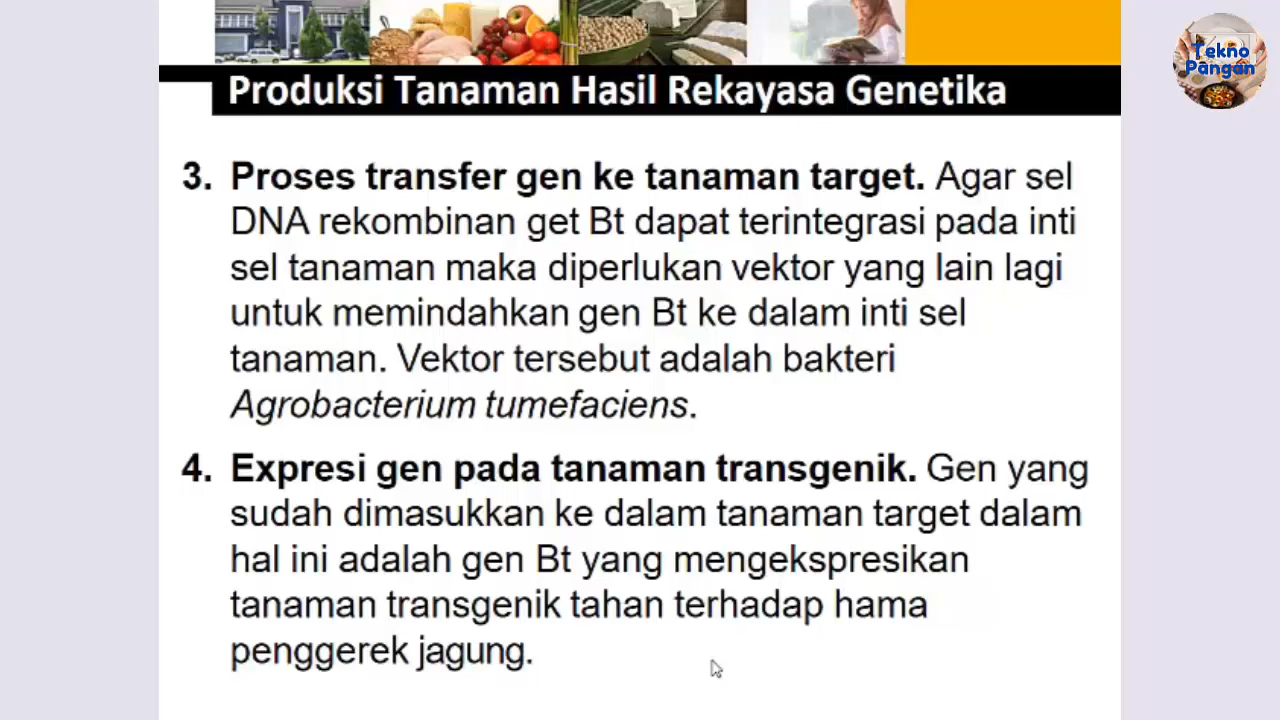 Tekno
Pangan
Produksi Tanaman Hasil Rekayasa Genetika
3. Proses transfer gen ke tanaman target. Agar sel
DNA rekombinan get Bt dapat terintegrasi pada inti
sel tanaman maka diperlukan vektor yang lain lagi
untuk memindahkan gen Bt ke dalam inti sel
tanaman. Vektor tersebut adalah bakteri
Agrobacterium tumefaciens.
4. Expresi gen pada tanaman transgenik. Gen yang
sudah dimasukkan ke dalam tanaman target dalam
hal ini adalah gen Bt yang mengekspresikan
tanaman transgenik tahan terhadap hama
penggerek jagung.